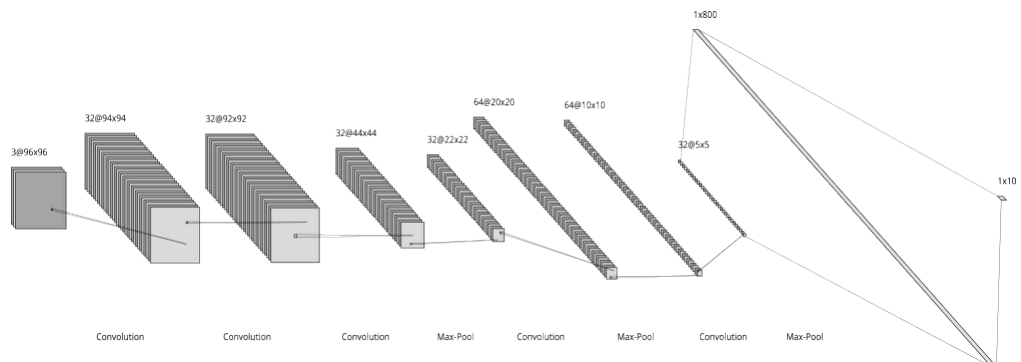 1x800
64@20x20
64@10x10
32@94x94
32@92x92
32@44x44
32@22x22
32@5x5
3@96x96
1x10
Convolution
Convolution
Convolution
Max-Pool
Convolution
Max-Pool
Convolution
Max-Pool